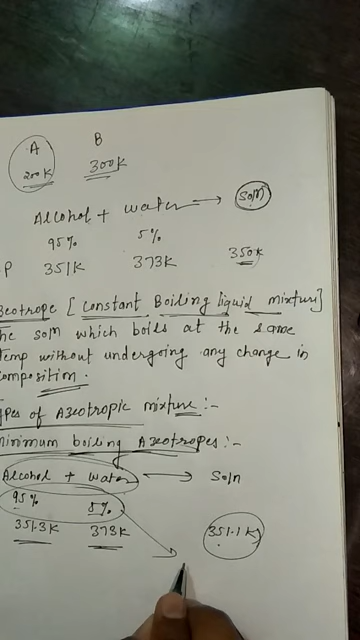 A B
200K 300K
Alcohol + water → Soln
95% 5%
P 351K 373K 350K
zeotrope [Constant Boiling liquid mixture]
The soln which boils at the same
Temp without undergoing any change in
composition.
ypes of Azeotropic mixture :-
Minimum boiling Azeotropes :-
Alcohol + water → Soln
95% 5%
351.3K 373K 351.1K